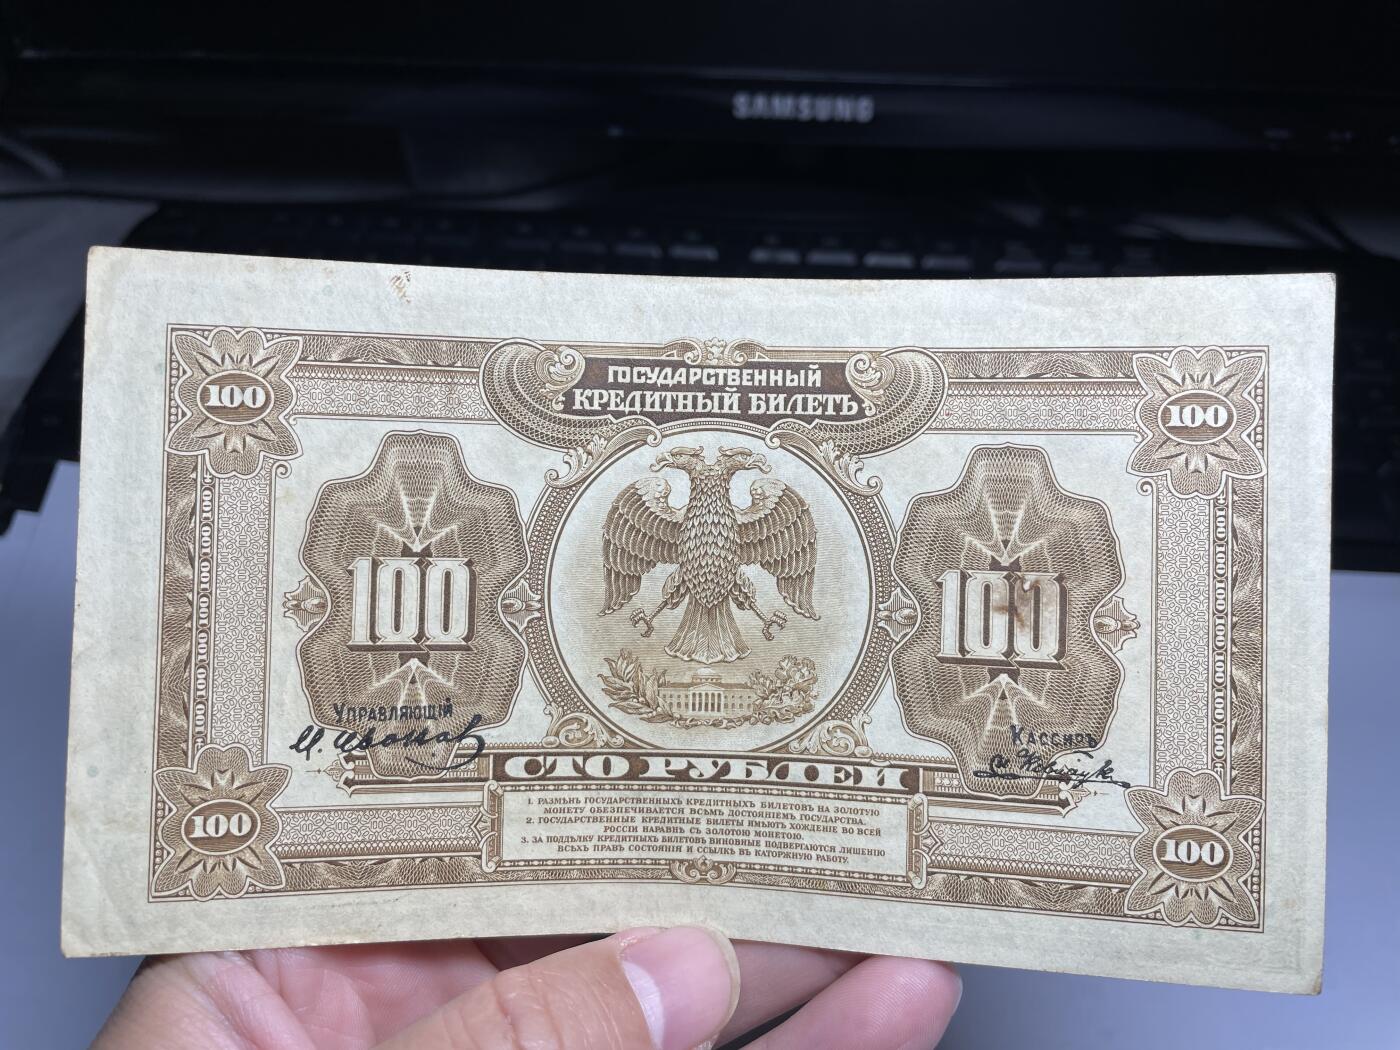 SAMSUNG
ГОСУДАРСТВЕННЫЙ
КРЕДИТНЫЙ БИЛЕТЪ
100
100
100
100
УПРАВЛЯЮЩІЙ
КАССИРЪ
СТО РУБЛЕЙ
1. РАЗМѢНЪ ГОСУДАРСТВЕННЫХЪ КРЕДИТНЫХЪ БИЛЕТОВЪ НА ЗОЛОТУЮ
МОНЕТУ ОБЕЗПЕЧИВАЕТСЯ ВСѢМЪ ДОСТОЯНІЕМЪ ГОСУДАРСТВА.
2. ГОСУДАРСТВЕННЫЕ КРЕДИТНЫЕ БИЛЕТЫ ИМѢЮТЪ ХОЖДЕНІЕ ВО ВСЕЙ
РОССІИ НАРАВНѢ СЪ ЗОЛОТОЮ МОНЕТОЮ.
3. ЗА ПОДДѢЛКУ КРЕДИТНЫХЪ БИЛЕТОВЪ ВИНОВНЫЕ ПОДВЕРГАЮТСЯ ЛИШЕНІЮ
ВСѢХЪ ПРАВЪ СОСТОЯНІЯ И ССЫЛКѢ ВЪ КАТОРЖНУЮ РАБОТУ.
100
100